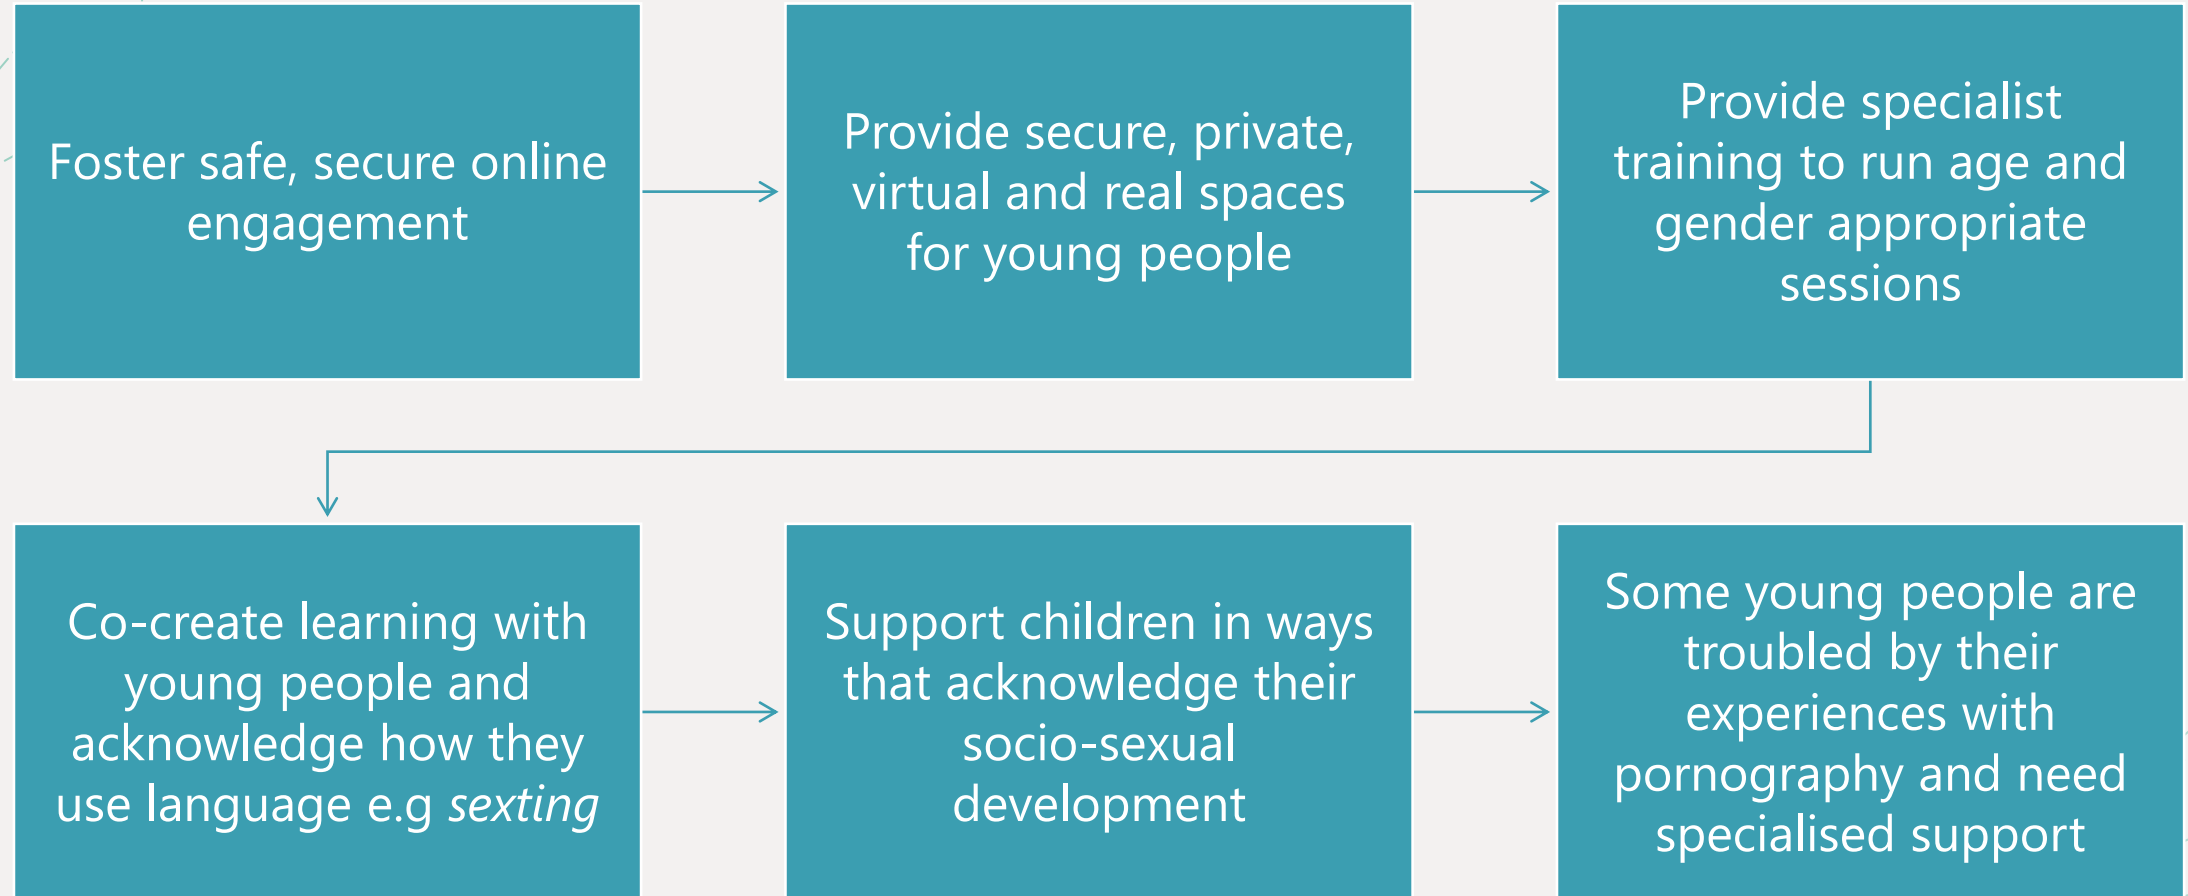 Foster safe, secure online
engagement
Provide secure, private,
virtual and real spaces
for young people
Provide specialist
training to run age and
gender appropriate
sessions
Co-create learning with
young people and
acknowledge how they
use language e.g sexting
Support children in ways
that acknowledge their
socio-sexual
development
Some young people are
troubled by their
experiences with
pornography and need
specialised support